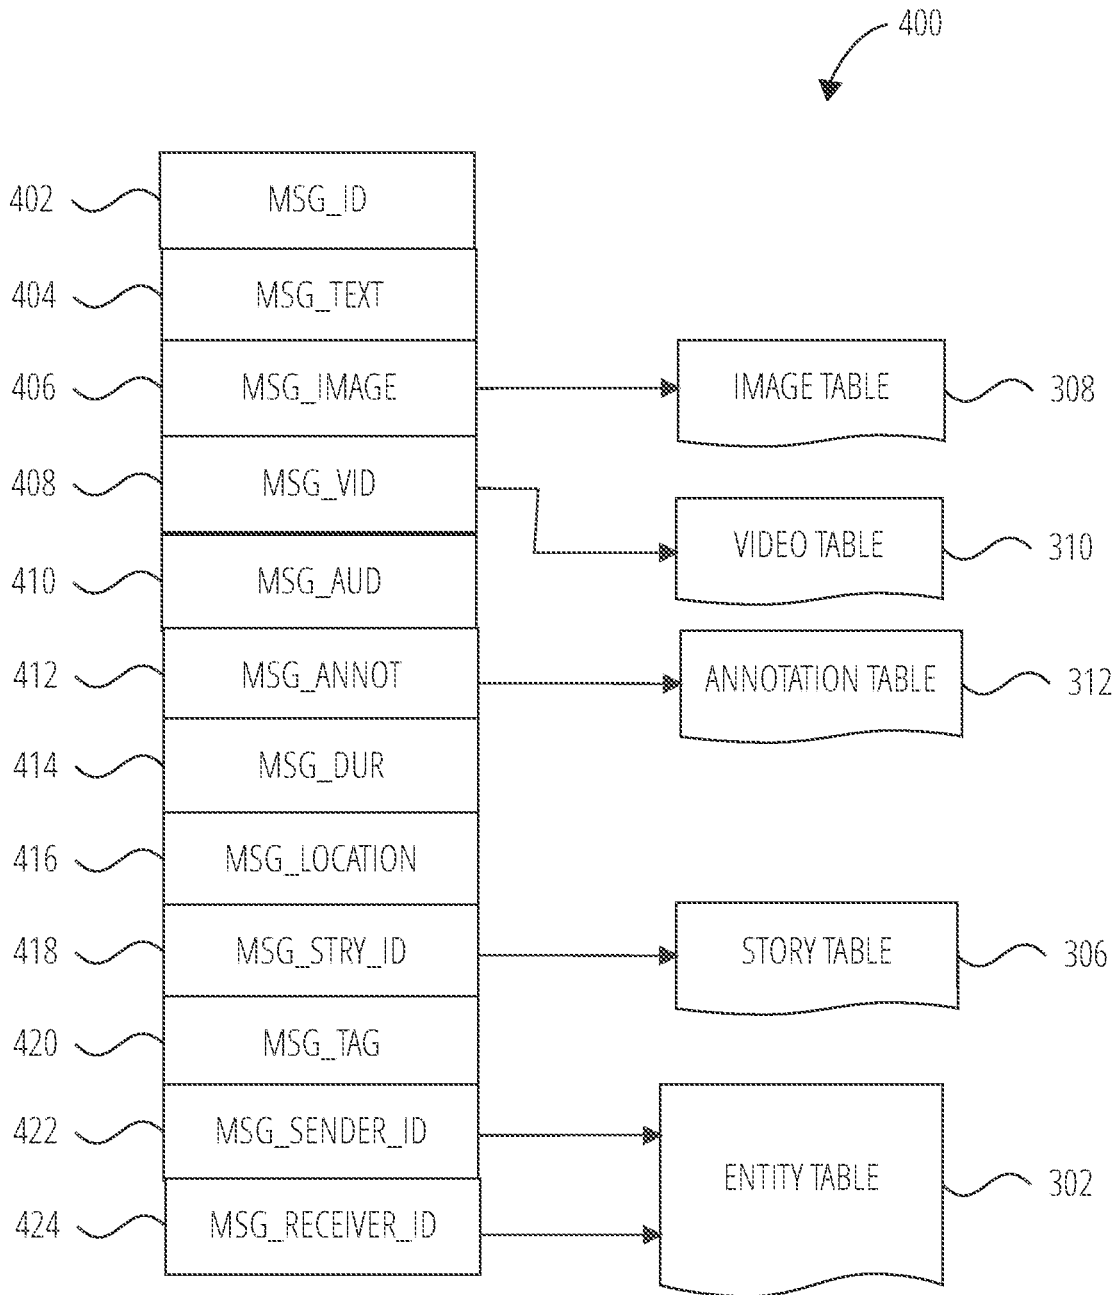 400
402 MSG_ID
404 MSG_TEXT
406 MSG_IMAGE IMAGE TABLE 308
408 MSG_VID
VIDEO TABLE 310
410 MSG_AUD
412 MSG_ANNOT ANNOTATION TABLE 312
414 MSG_DUR
416 MSG_LOCATION
418 MSG_STRY_ID STORY TABLE 306
420 MSG_TAG
422 MSG_SENDER_ID
ENTITY TABLE 302
424 MSG_RECEIVER_ID